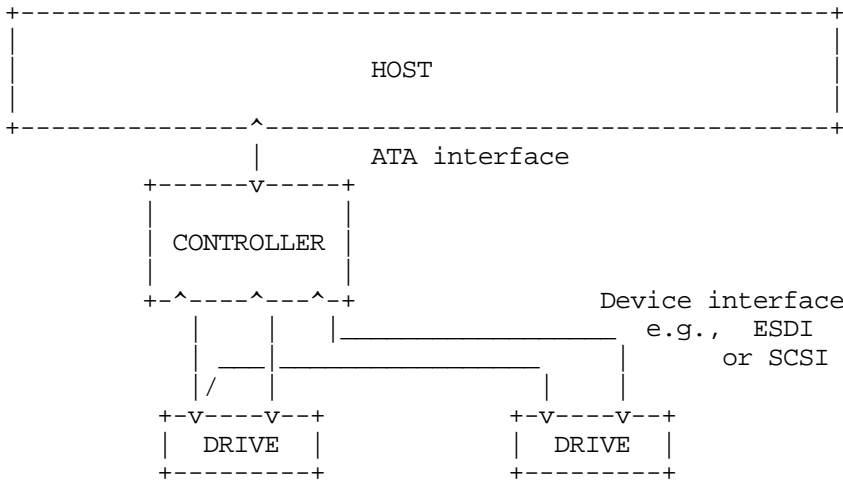 HOST
ATA interface
CONTROLLER
Device interface
e.g., ESDI
or SCSI
DRIVE DRIVE